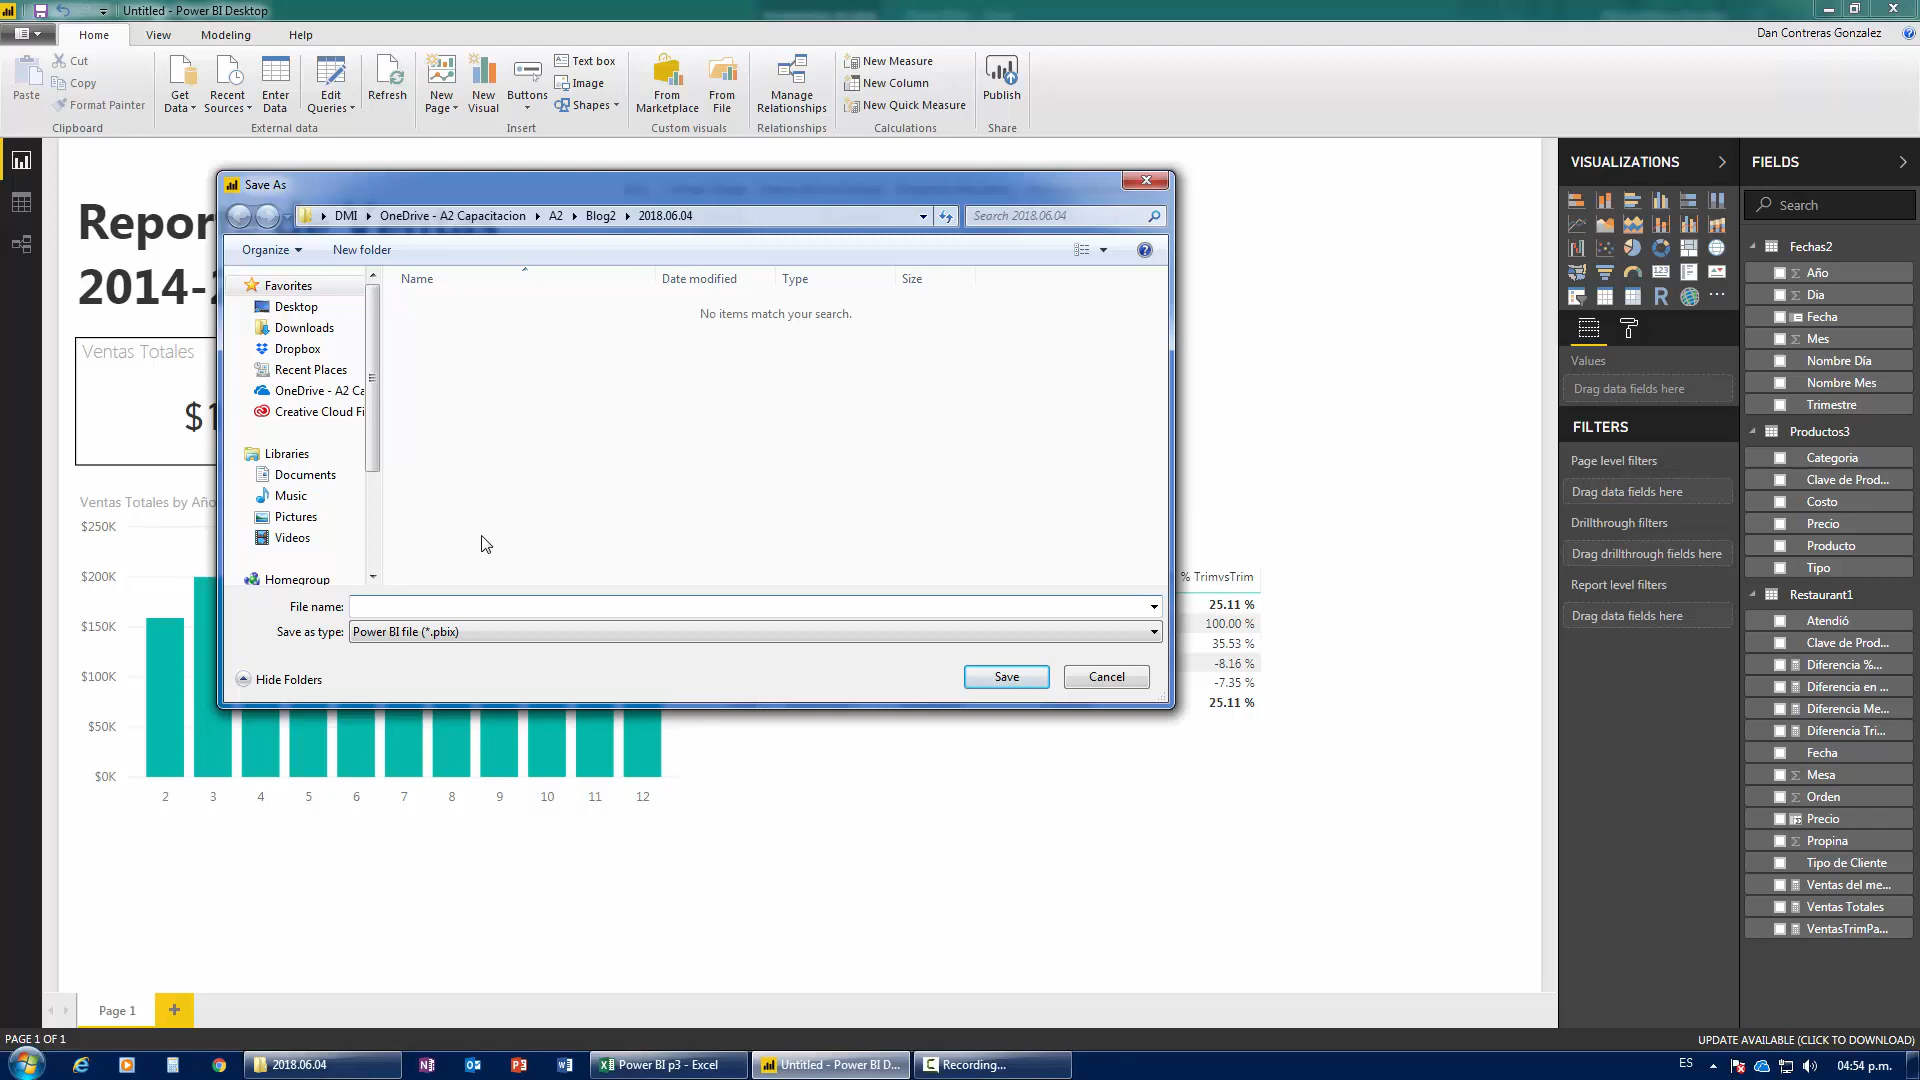 Untitled - Power BI Desktop
Home View Modeling Help
Dan Contreras Gonzalez
Paste
Cut
Copy
Format Painter
Clipboard
Get Data
Recent Sources
Enter Data
Edit Queries
Refresh
External data
New Page
New Visual
Buttons
Text box
Image
Shapes
Insert
From Marketplace
From File
Custom visuals
Manage Relationships
Relationships
New Measure
New Column
New Quick Measure
Calculations
Publish
Share
Repor
2014-
Ventas Totales
$1
Ventas Totales by Año
$250K
$200K
$150K
$100K
$50K
$0K
2 3 4 5 6 7 8 9 10 11 12
Save As
DMI OneDrive - A2 Capacitacion A2 Blog2 2018.06.04
Search 2018.06.04
Organize
New folder
Favorites
Desktop
Downloads
Dropbox
Recent Places
OneDrive - A2 Ca
Creative Cloud Fi
Libraries
Documents
Music
Pictures
Videos
Homegroup
Name Date modified Type Size
No items match your search.
File name:
Save as type: Power BI file (*.pbix)
Hide Folders
Save
Cancel
% TrimvsTrim
25.11 %
100.00 %
35.53 %
-8.16 %
-7.35 %
25.11 %
VISUALIZATIONS
Values
Drag data fields here
FILTERS
Page level filters
Drag data fields here
Drillthrough filters
Drag drillthrough fields here
Report level filters
Drag data fields here
FIELDS
Search
Fechas2
Año
Dia
Fecha
Mes
Nombre Día
Nombre Mes
Trimestre
Productos3
Categoria
Clave de Prod...
Costo
Precio
Producto
Tipo
Restaurant1
Atendió
Clave de Prod...
Diferencia %...
Diferencia en ...
Diferencia Me...
Diferencia Tri...
Fecha
Mesa
Orden
Precio
Propina
Tipo de Cliente
Ventas del me...
Ventas Totales
VentasTrimPa...
Page 1
PAGE 1 OF 1
UPDATE AVAILABLE (CLICK TO DOWNLOAD)
2018.06.04
Power BI p3 - Excel
Untitled - Power BI D...
Recording...
ES
04:54 p.m.